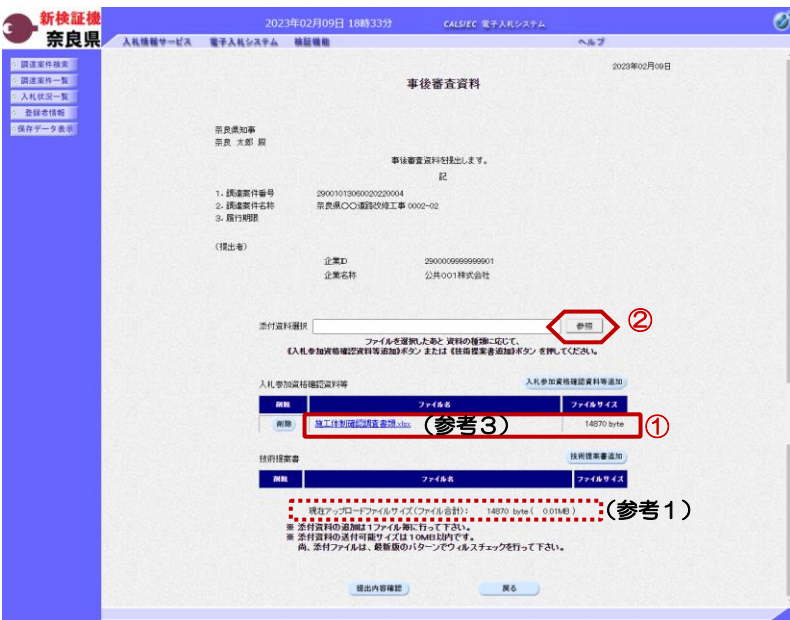 新検証機
奈良県
2023年02月09日 18時33分
CALS/EC 電子入札システム
入札情報サービス 電子入札システム 検証機能 ヘルプ
調達案件検索
調達案件一覧
入札状況一覧
登録者情報
保存データ表示
2023年02月09日
事後審査資料
奈良県知事
奈良 太郎 殿
事後審査資料を提出します。
記
1. 調達案件番号 29001013060020220004
2. 調達案件名称 奈良県〇〇道路改修工事 0002-02
3. 履行期限
(提出者)
企業ID 2900009999999901
企業名称 公共001株式会社
添付資料選択 参照 ②
ファイルを選択したあと 資料の種類に応じて、
《入札参加資格確認資料等追加》ボタン または 《技術提案書追加》ボタン を押してください。
入札参加資格確認資料等 入札参加資格確認資料等追加
削除 ファイル名 ファイルサイズ
削除 施工体制確認調査書類.xlsx (参考3) 14870 byte ①
技術提案書 技術提案書追加
削除 ファイル名 ファイルサイズ
現在アップロードファイルサイズ(ファイル合計): 14870 byte ( 0.01MB ) (参考1)
※ 添付資料の追加は1ファイル毎に行って下さい。
※ 添付資料の送付可能サイズは10MB以内です。
尚、添付ファイルは、最新版のパターンでウィルスチェックを行って下さい。
提出内容確認 戻る